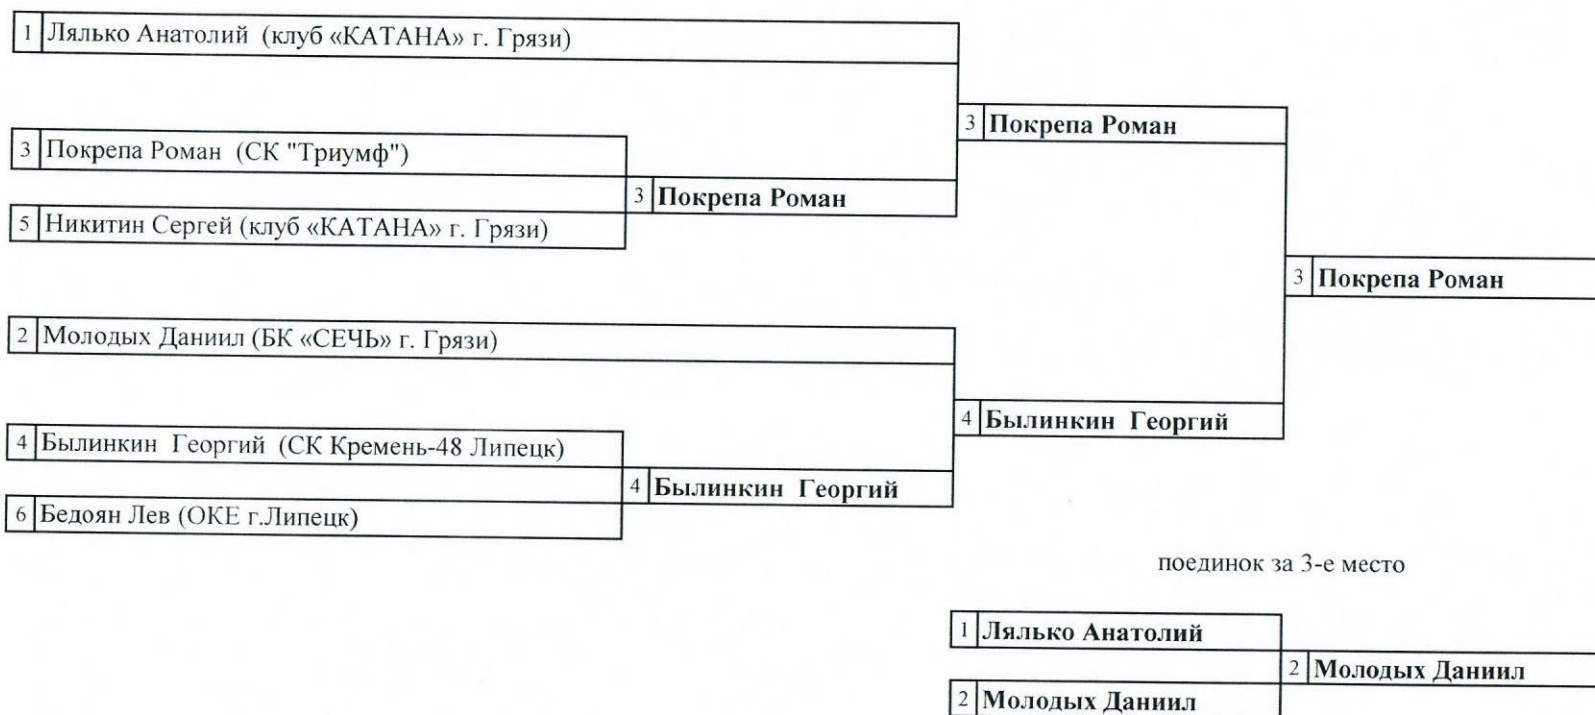 1 Лялько Анатолий (клуб «КАТАНА» г. Грязи)
3 Покрепа Роман
3 Покрепа Роман (СК "Триумф")
3 Покрепа Роман
5 Никитин Сергей (клуб «КАТАНА» г. Грязи)
3 Покрепа Роман
2 Молодых Даниил (БК «СЕЧЬ» г. Грязи)
4 Былинкин Георгий
4 Былинкин Георгий (СК Кремень-48 Липецк)
4 Былинкин Георгий
6 Бедоян Лев (ОКЕ г.Липецк)
поединок за 3-е место
1 Лялько Анатолий
2 Молодых Даниил
2 Молодых Даниил